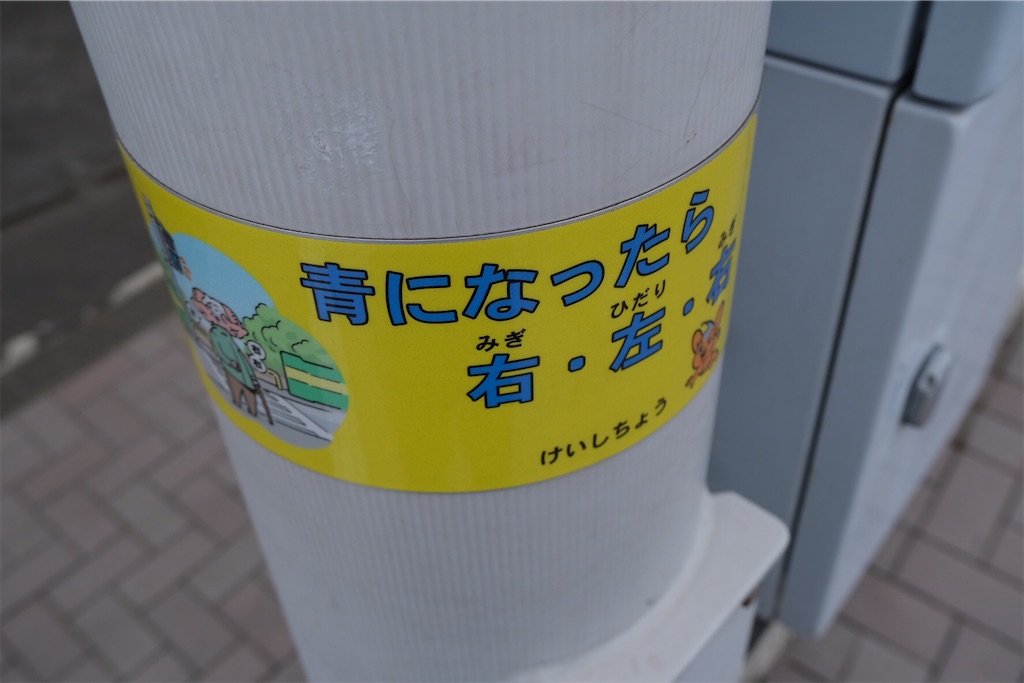 青になったら
みぎ ひだり みぎ
右・左・右
けいしちょう